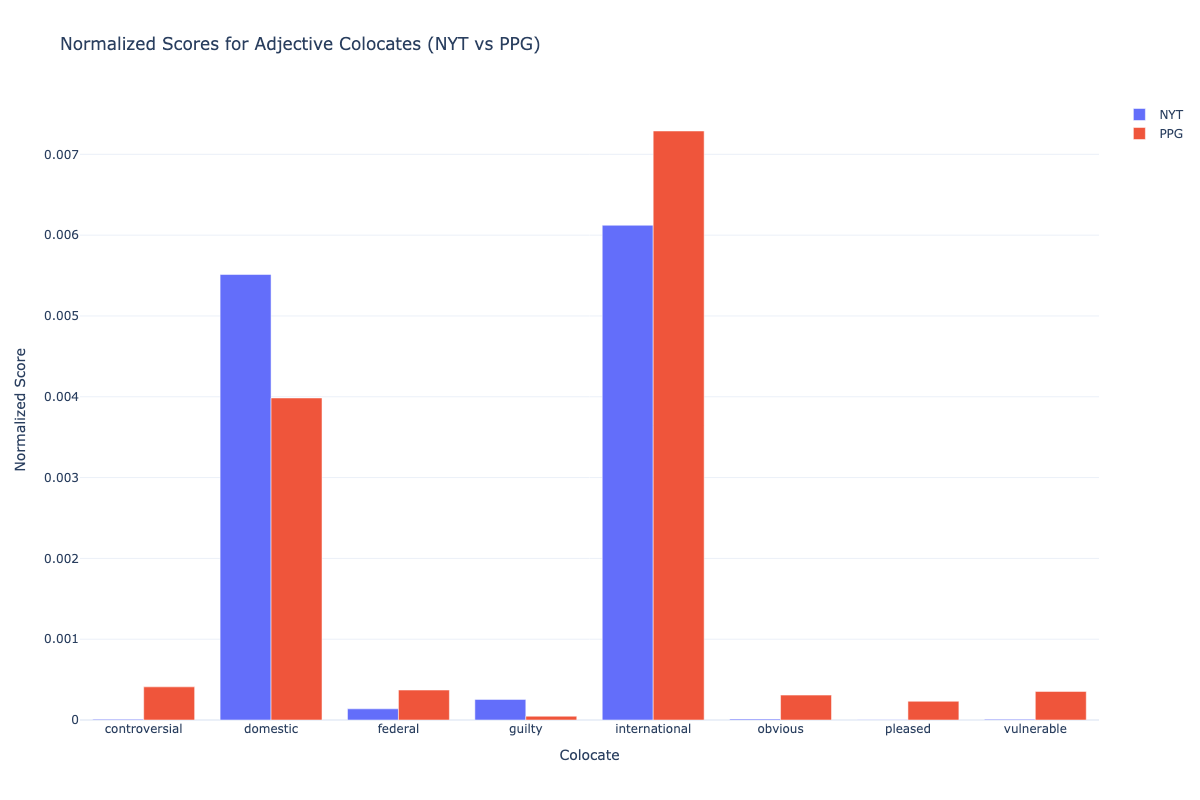 Normalized Scores for Adjective Colocates (NYT vs PPG)
NYT
PPG
0.007
0.006
0.005
0.004
0.003
0.002
0.001
0
Normalized Score
controversial
domestic
federal
guilty
international
obvious
pleased
vulnerable
Colocate